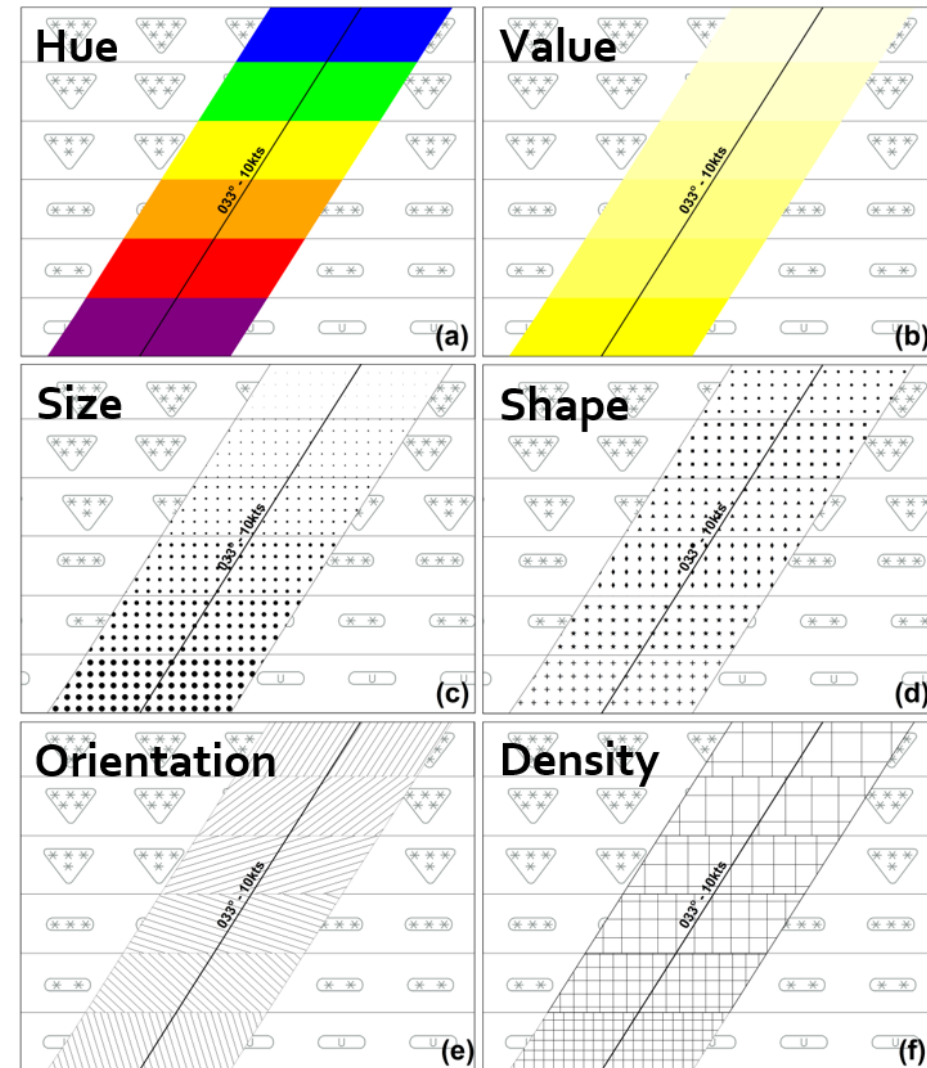 Hue
033° - 10kts
U
U
U
(a)
Value
033° - 10kts
U
U
(b)
Size
033° - 10kts
U
U
(c)
Shape
033° - 10kts
U
U
(d)
Orientation
033° - 10kts
U
U
(e)
Density
033° - 10kts
U
U
(f)